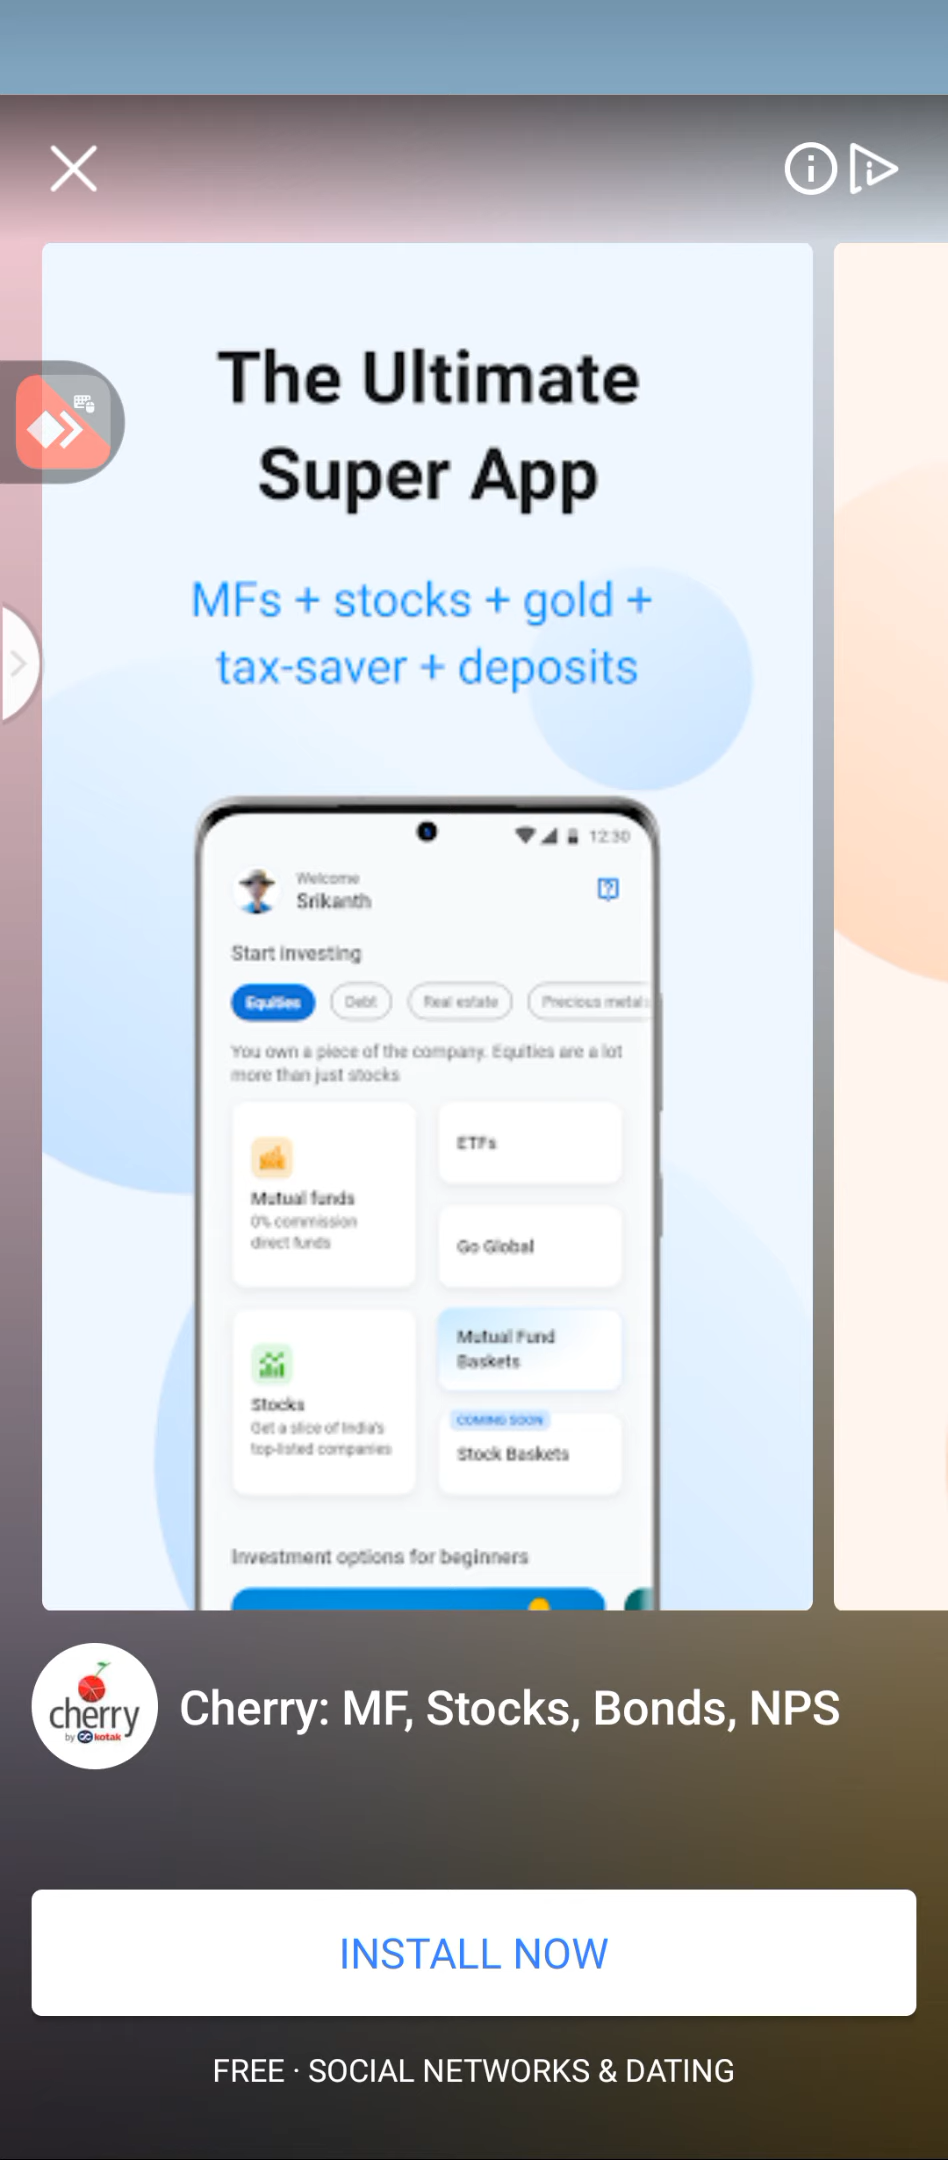 The Ultimate
Super App
MFs + stocks + gold +
tax-saver + deposits
12:30
Welcome
Srikanth
Start investing
Equities
Debt
Real estate
Precious metal
You own a piece of the company. Equities are a lot
more than just stocks
Mutual funds
0% commission
direct funds
ETFs
Go Global
Stocks
Get a slice of India's
top-listed companies
Mutual Fund
Baskets
COMING SOON
Stock Baskets
Investment options for beginners
cherry
by kotak
Cherry: MF, Stocks, Bonds, NPS
INSTALL NOW
FREE · SOCIAL NETWORKS & DATING